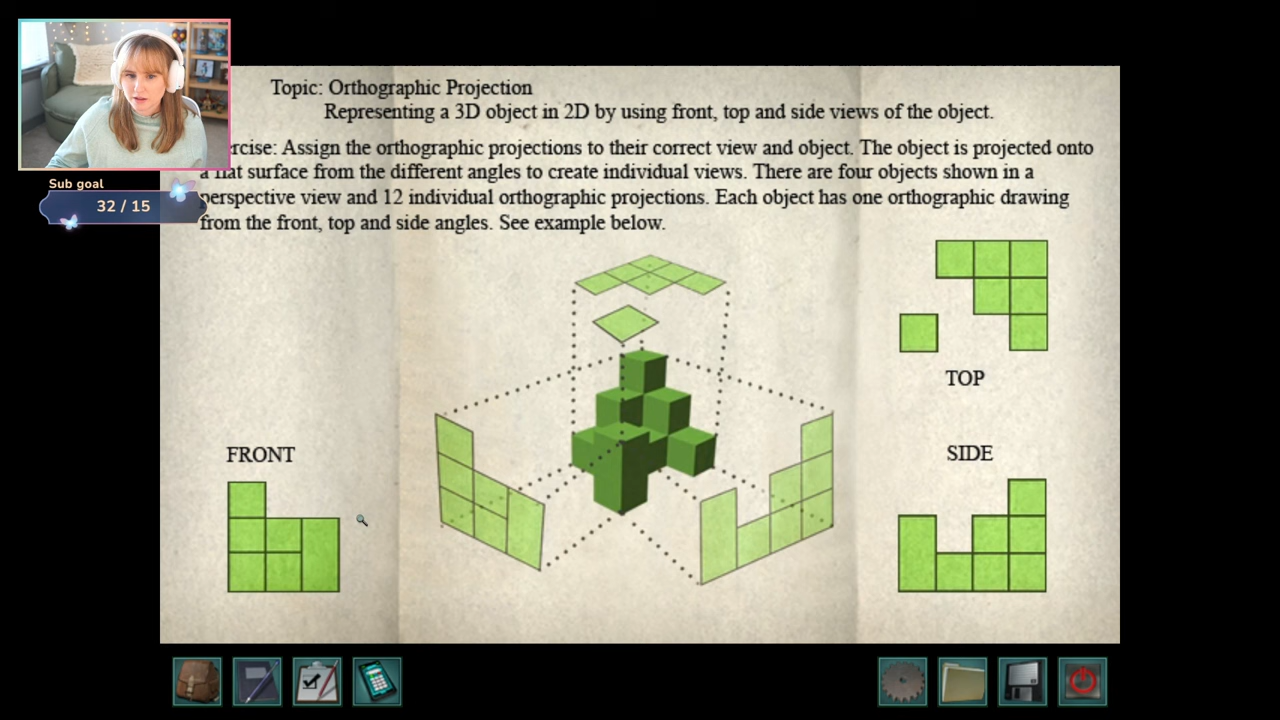 Topic: Orthographic Projection
Representing a 3D object in 2D by using front, top and side views of the object.
ercise: Assign the orthographic projections to their correct view and object. The object is projected onto
a flat surface from the different angles to create individual views. There are four objects shown in a
perspective view and 12 individual orthographic projections. Each object has one orthographic drawing
from the front, top and side angles. See example below.
Sub goal
32 / 15
TOP
FRONT
SIDE